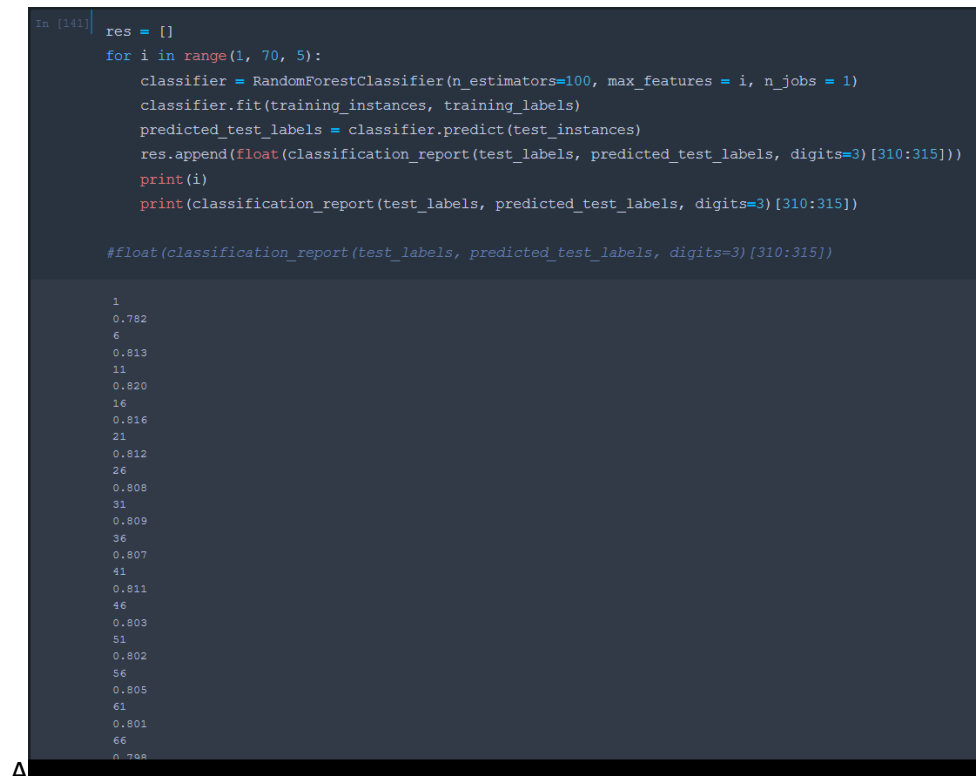 In [141]
res = []
for i in range(1, 70, 5):
    classifier = RandomForestClassifier(n_estimators=100, max_features = i, n_jobs = 1)
    classifier.fit(training_instances, training_labels)
    predicted_test_labels = classifier.predict(test_instances)
    res.append(float(classification_report(test_labels, predicted_test_labels, digits=3)[310:315]))
    print(i)
    print(classification_report(test_labels, predicted_test_labels, digits=3)[310:315])
#float(classification_report(test_labels, predicted_test_labels, digits=3)[310:315])
1
0.782
6
0.813
11
0.820
16
0.816
21
0.812
26
0.808
31
0.809
36
0.807
41
0.811
46
0.803
51
0.802
56
0.805
61
0.801
66
0.798
Δ